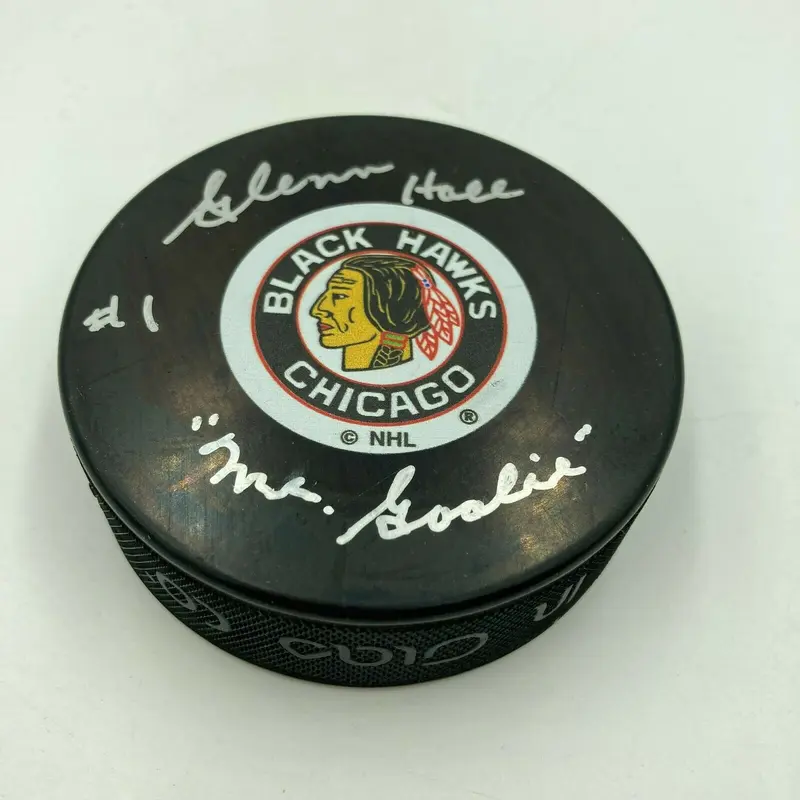 Glenn Hall
BLACK HAWKS
#1
CHICAGO ®
© NHL
"Mr. Goalie"